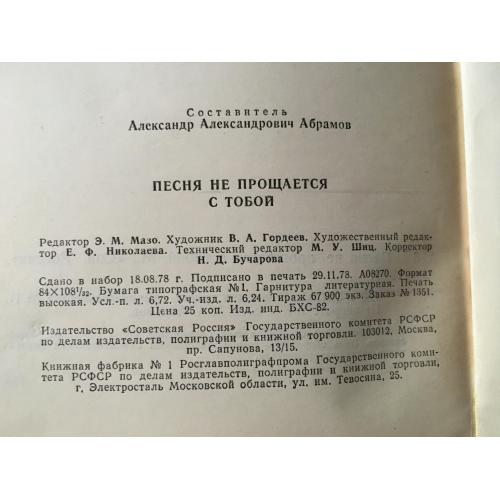 Составитель
Александр Александрович Абрамов
ПЕСНЯ НЕ ПРОЩАЕТСЯ
С ТОБОЙ
Редактор Э. М. Мазо. Художник В. А. Гордеев. Художественный редак-
тор Е. Ф. Николаева. Технический редактор М. У. Шиц. Корректор
Н. Д. Бучарова
Сдано в набор 18.08.78 г. Подписано в печать 29.11.78. А08270. Формат
84×108¹/₃₂. Бумага типографская №1. Гарнитура литературная. Печать
высокая. Усл.-п. л. 6,72. Уч.-изд. л. 6,24. Тираж 67 900 экз. Заказ № 1351.
Цена 25 коп. Изд. инд. БХС-82.
Издательство «Советская Россия» Государственного комитета РСФСР
по делам издательств, полиграфии и книжной торговли. 103012, Москва,
пр. Сапунова, 13/15.
Книжная фабрика № 1 Росглавполиграфпрома Государственного коми-
тета РСФСР по делам издательств, полиграфии и книжной торговли,
г, Электросталь Московской области, ул. им. Тевосяна, 25.